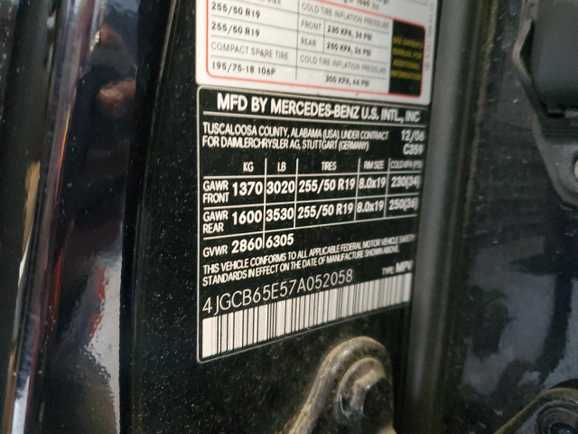 COLD TIRE INFLATION PRESSURE
255/50 R19 FRONT 230 KPA, 34 PSI
255/50 R19 REAR 250 KPA, 36 PSI
COMPACT SPARE TIRE
195/75-18 106P 300 KPA, 44 PSI
MFD BY MERCEDES-BENZ U.S. INTL., INC
TUSCALOOSA COUNTY, ALABAMA (USA) UNDER CONTRACT 12/06
FOR DAIMLERCHRYSLER AG, STUTTGART (GERMANY) C359
KG LB TIRES RIM SIZE COLD KPA (PSI)
GAWR FRONT 1370 3020 255/50 R19 8.0x19 230(34)
GAWR REAR 1600 3530 255/50 R19 8.0x19 250(36)
GVWR 2860 6305
THIS VEHICLE CONFORMS TO ALL APPLICABLE FEDERAL MOTOR VEHICLE SAFETY
STANDARDS IN EFFECT ON THE DATE OF MANUFACTURE SHOWN ABOVE.
4JGCB65E57A052058 TYPE: MPV